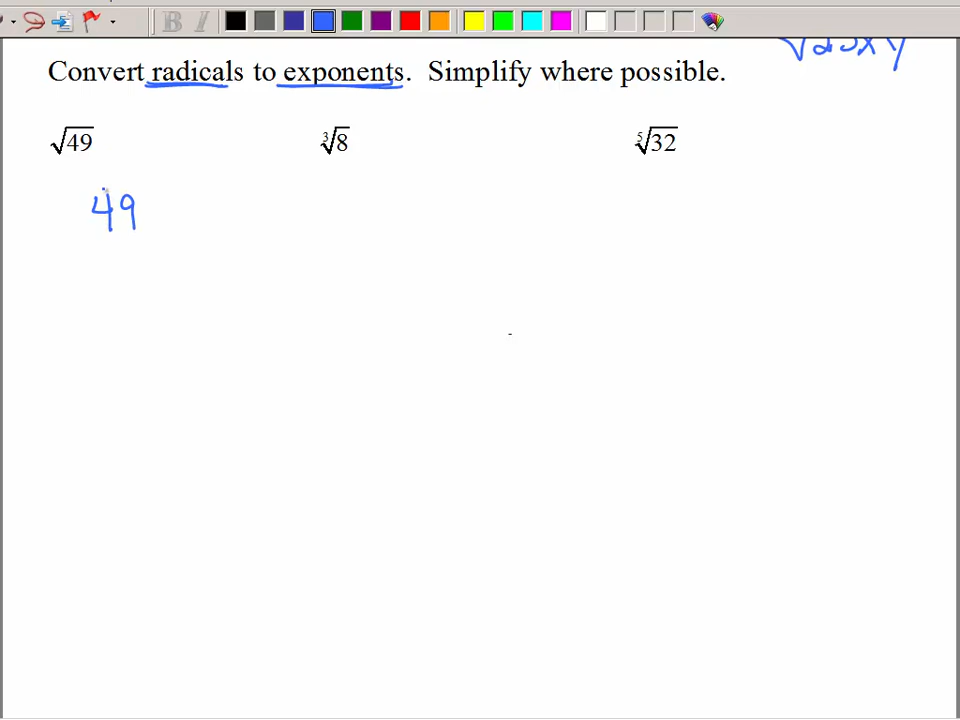 B I
Convert radicals to exponents. Simplify where possible.
√49 ∛8 ⁵√32
49